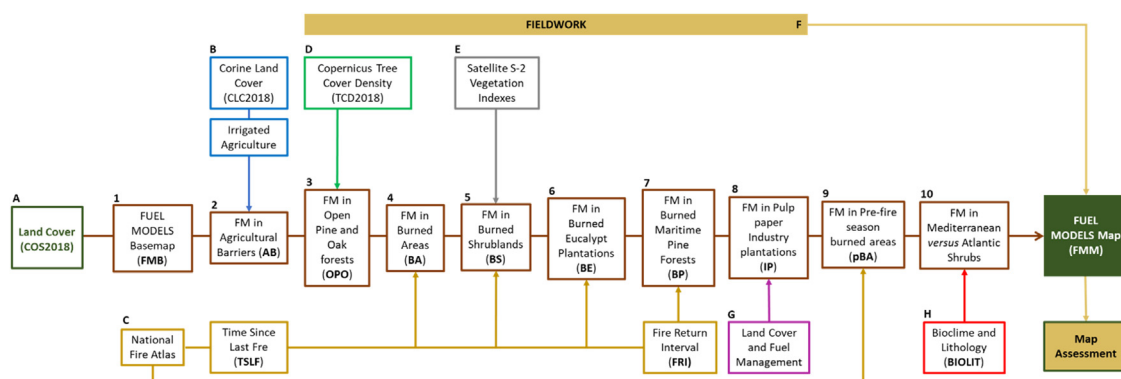 FIELDWORK F
B
Corine Land
Cover
(CLC2018)
Irrigated
Agriculture
D
Copernicus Tree
Cover Density
(TCD2018)
E
Satellite S-2
Vegetation
Indexes
A
Land Cover
(COS2018)
1
FUEL
MODELS
Basemap
(FMB)
2
FM in
Agricultural
Barriers (AB)
3
FM in
Open
Pine and
Oak
forests
(OPO)
4
FM in
Burned
Areas
(BA)
5
FM in
Burned
Shrublands
(BS)
6
FM in
Burned
Eucalypt
Plantations
(BE)
7
FM in
Burned
Maritime
Pine
Forests
(BP)
8
FM in Pulp
paper
Industry
plantations
(IP)
9
FM in Pre-fire
season
burned areas
(pBA)
10
FM in
Mediterranean
versus Atlantic
Shrubs
FUEL
MODELS Map
(FMM)
C
National
Fire Atlas
Time Since
Last Fre
(TSLF)
Fire Return
Interval
(FRI)
G
Land Cover
and Fuel
Management
H
Bioclime and
Lithology
(BIOLIT)
Map
Assessment